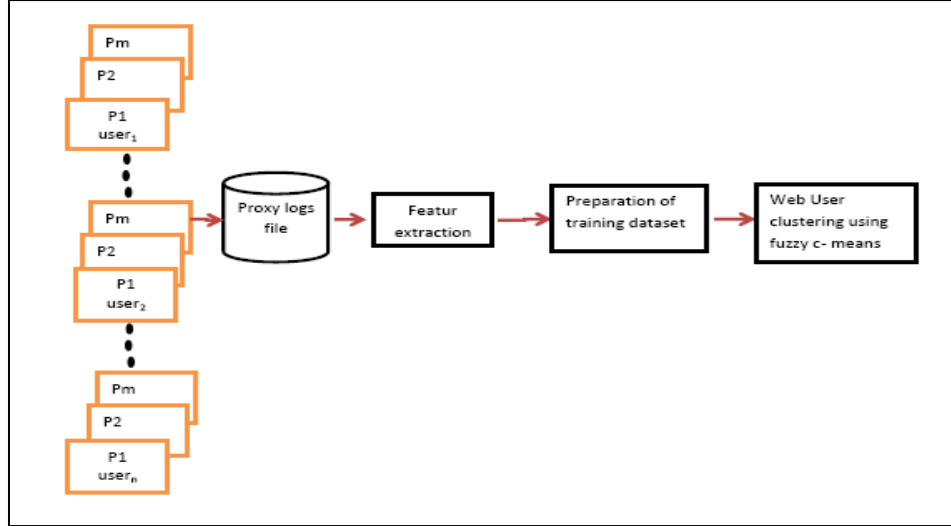 Pm
P2
P1
user₁
Pm
P2
P1
user₂
Pm
P2
P1
userₙ
Proxy logs
file
Featur
extraction
Preparation of
training dataset
Web User
clustering using
fuzzy c- means